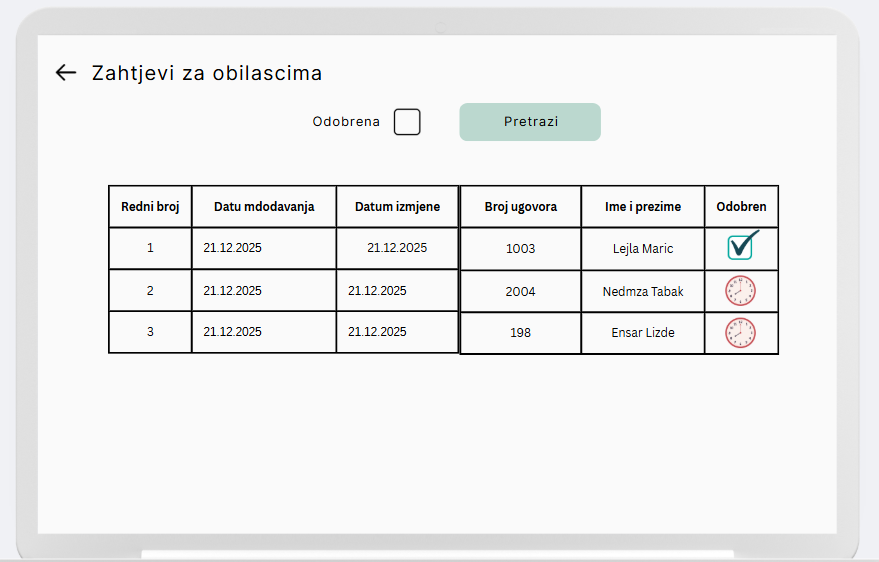 Zahtjevi za obilascima
Odobrena Pretrazi
Redni broj Datu mdodavanja Datum izmjene Broj ugovora Ime i prezime Odobren
1 21.12.2025 21.12.2025 1003 Lejla Maric
2 21.12.2025 21.12.2025 2004 Nedmza Tabak
3 21.12.2025 21.12.2025 198 Ensar Lizde